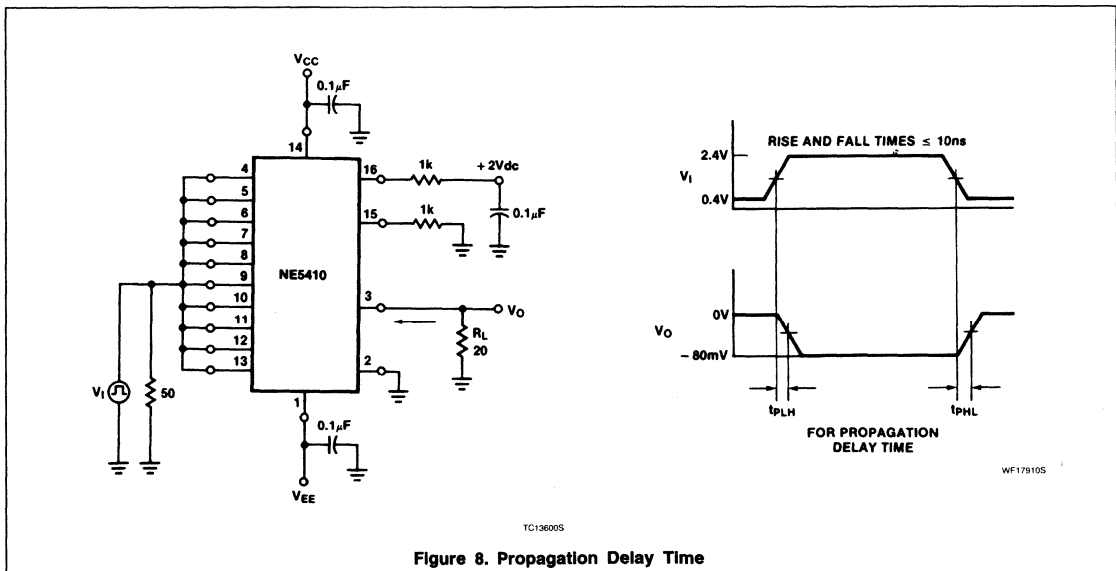 VCC
0.1μF
14
4
5
6
7
8
9
10
11
12
13
NE5410
16
1k
+ 2Vdc
0.1μF
15
1k
3
VO
RL
20
2
VI
50
1
0.1μF
VEE
TC13600S
RISE AND FALL TIMES ≤ 10ns
2.4V
VI
0.4V
0V
VO
– 80mV
tPLH
tPHL
FOR PROPAGATION
DELAY TIME
WF17910S
Figure 8. Propagation Delay Time